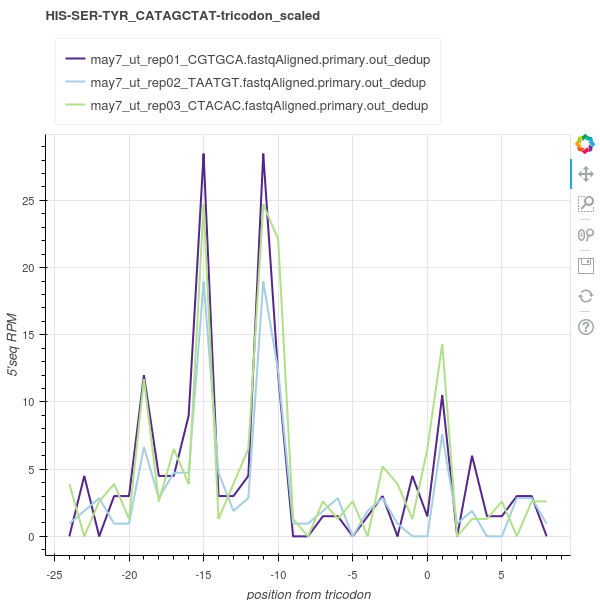 HIS-SER-TYR_CATAGCTAT-tricodon_scaled
may7_ut_rep01_CGTGCA.fastqAligned.primary.out_dedup
may7_ut_rep02_TAATGT.fastqAligned.primary.out_dedup
may7_ut_rep03_CTACAC.fastqAligned.primary.out_dedup
25
20
15
10
5
0
5'seq RPM
-25 -20 -15 -10 -5 0 5
position from tricodon